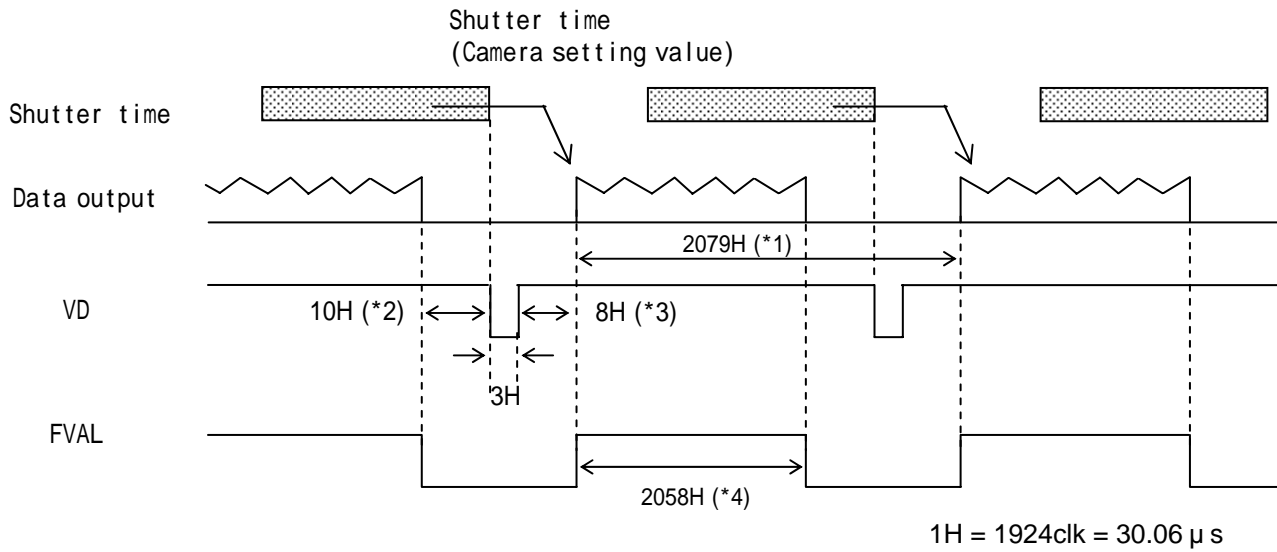 Shutter time
(Camera setting value)
Shutter time
Data output
2079H (*1)
VD
10H (*2)
8H (*3)
3H
FVAL
2058H (*4)
1H = 1924clk = 30.06 μ s